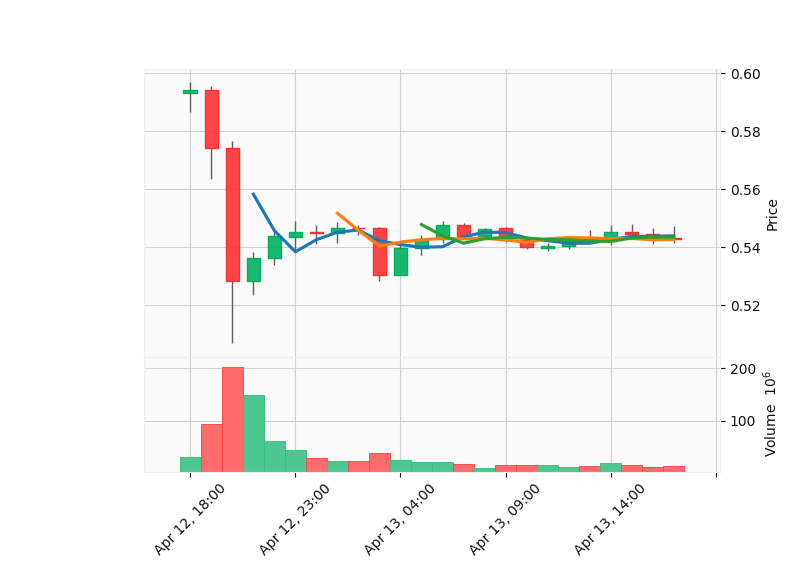 0.60
0.58
0.56
0.54
0.52
Price
200
100
Volume 10^6
Apr 12, 18:00
Apr 12, 23:00
Apr 13, 04:00
Apr 13, 09:00
Apr 13, 14:00